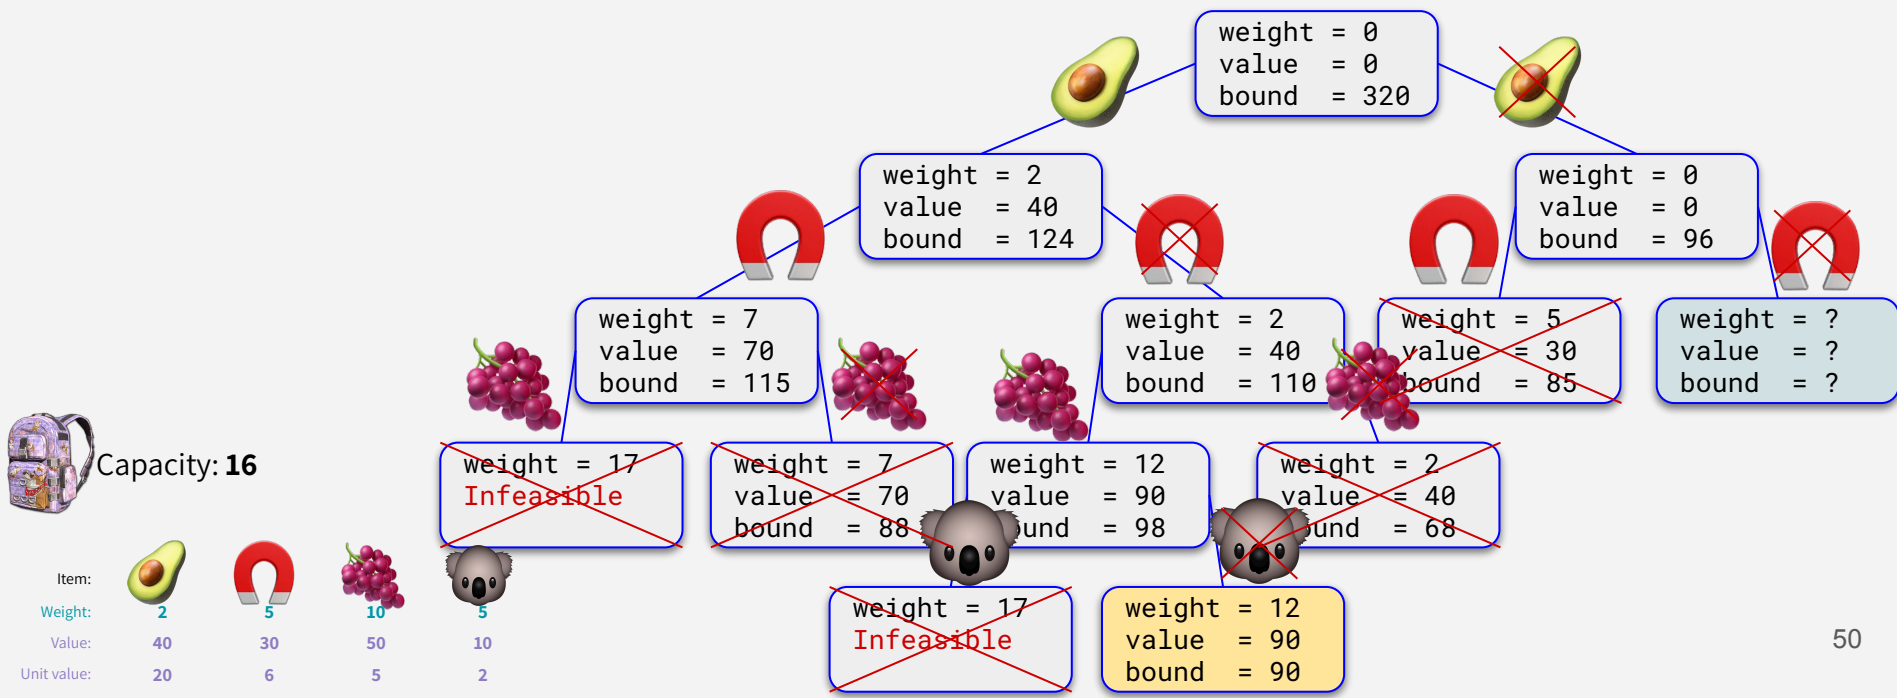 weight = 0
value  = 0
bound  = 320
weight = 2
value  = 40
bound  = 124
weight = 0
value  = 0
bound  = 96
weight = 7
value  = 70
bound  = 115
weight = 2
value  = 40
bound  = 110
weight = 5
value  = 30
bound  = 85
weight = ?
value  = ?
bound  = ?
weight = 17
Infeasible
weight = 7
value  = 70
bound  = 88
weight = 12
value  = 90
bound  = 98
weight = 2
value  = 40
bound  = 68
weight = 17
Infeasible
weight = 12
value  = 90
bound  = 90
Capacity: 16
Item:
Weight: 2 5 10 5
Value: 40 30 50 10
Unit value: 20 6 5 2
50